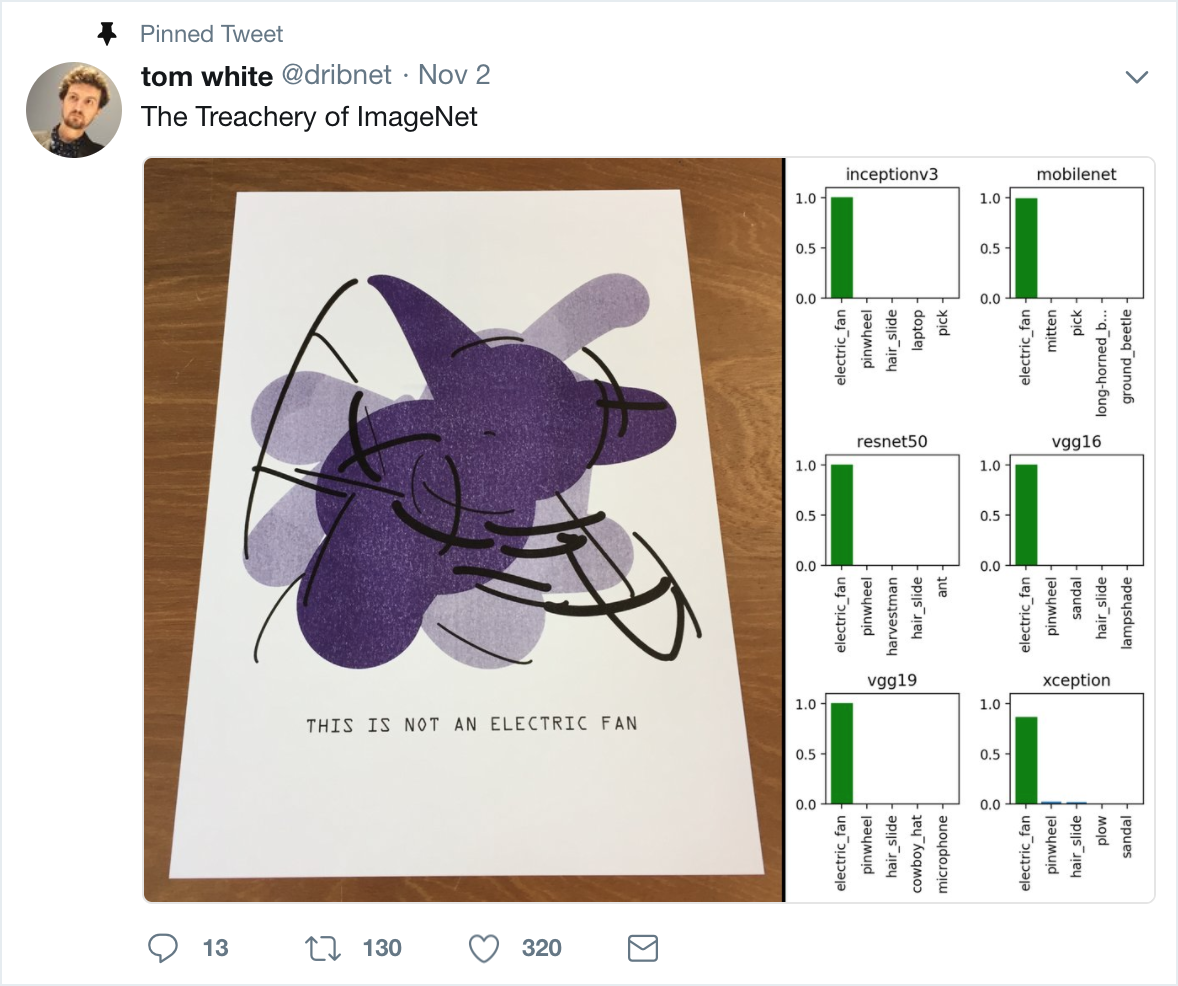 Pinned Tweet
tom white @dribnet · Nov 2
The Treachery of ImageNet
THIS IS NOT AN ELECTRIC FAN
inceptionv3
1.0
0.5
0.0
electric_fan
pinwheel
hair_slide
laptop
pick
mobilenet
1.0
0.5
0.0
electric_fan
mitten
pick
long-horned_b...
ground_beetle
resnet50
1.0
0.5
0.0
electric_fan
pinwheel
harvestman
hair_slide
ant
vgg16
1.0
0.5
0.0
electric_fan
pinwheel
sandal
hair_slide
lampshade
vgg19
1.0
0.5
0.0
electric_fan
pinwheel
hair_slide
cowboy_hat
microphone
xception
1.0
0.5
0.0
electric_fan
pinwheel
hair_slide
plow
sandal
13 130 320